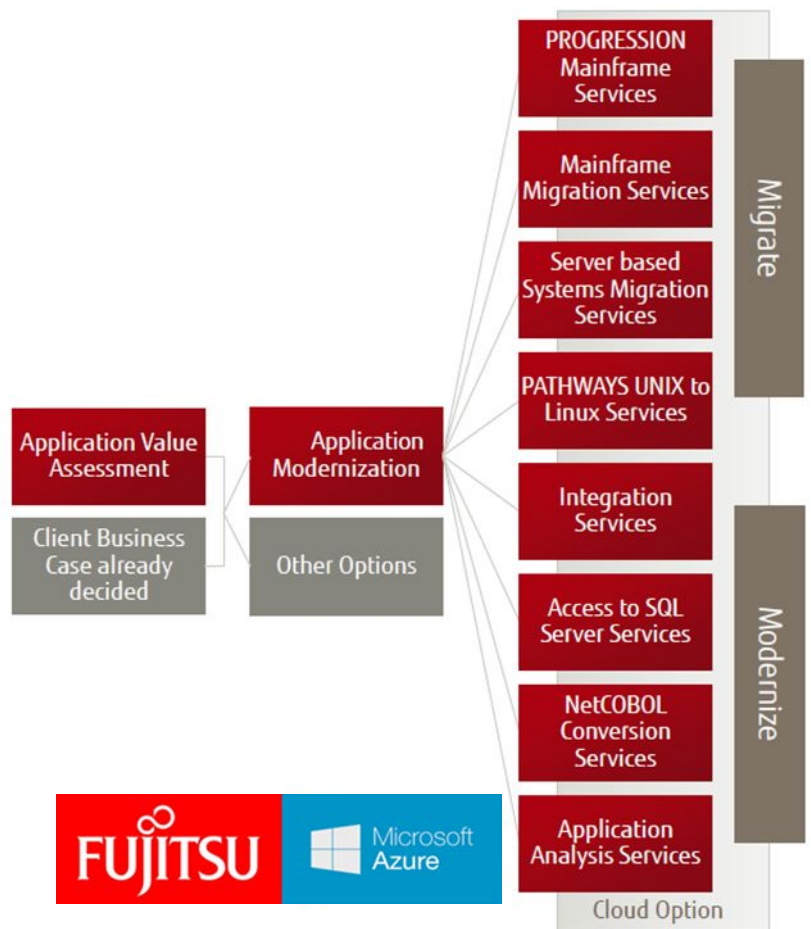 PROGRESSION
Mainframe
Services
Mainframe
Migration Services
Server based
Systems Migration
Services
PATHWAYS UNIX to
Linux Services
Integration
Services
Access to SQL
Server Services
NetCOBOL
Conversion
Services
Application
Analysis Services
Cloud Option
Migrate
Modernize
Application Value
Assessment
Client Business
Case already
decided
Application
Modernization
Other Options
FUJITSU
Microsoft
Azure